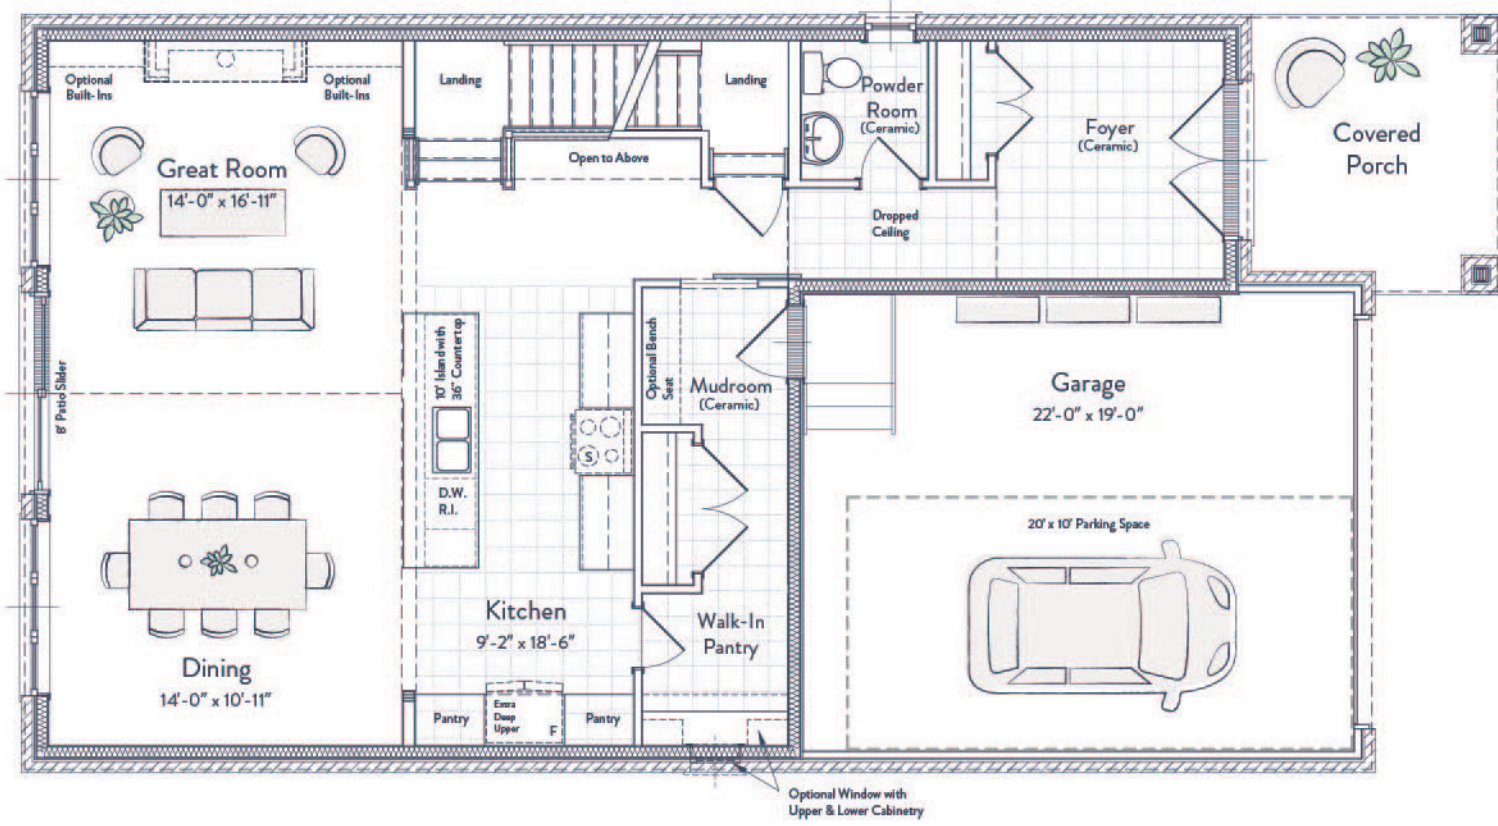 Optional
Built-Ins
Optional
Built-Ins
Great Room
14'-0" x 16'-11"
Landing
Landing
Open to Above
Powder
Room
(Ceramic)
Foyer
(Ceramic)
Covered
Porch
Dropped
Ceiling
8' Patio Slider
10' Island with
36" Countertop
D.W.
R.I.
S
Optional Bench
Seat
Mudroom
(Ceramic)
Garage
22'-0" x 19'-0"
20' x 10' Parking Space
Kitchen
9'-2" x 18'-6"
Walk-In
Pantry
Dining
14'-0" x 10'-11"
Pantry
Extra
Deep
Upper
F
Pantry
Optional Window with
Upper & Lower Cabinetry